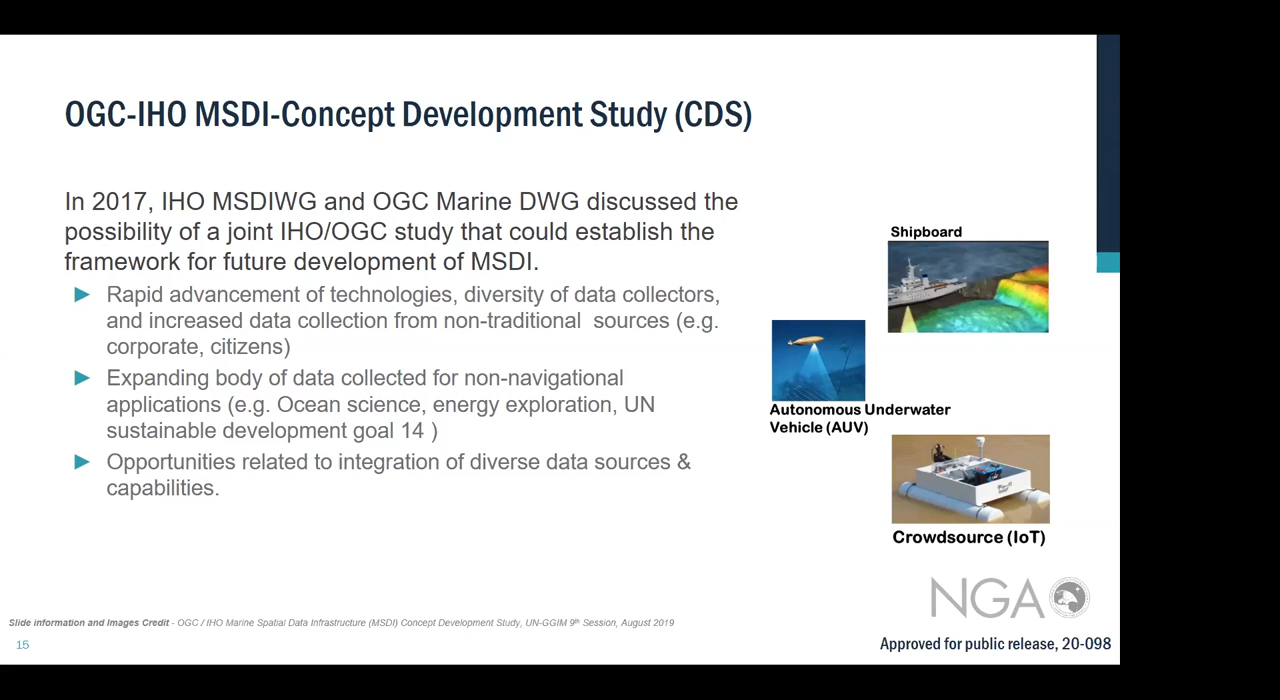 OGC-IHO MSDI-Concept Development Study (CDS)
In 2017, IHO MSDIWG and OGC Marine DWG discussed the
possibility of a joint IHO/OGC study that could establish the
framework for future development of MSDI.
► Rapid advancement of technologies, diversity of data collectors,
and increased data collection from non-traditional sources (e.g.
corporate, citizens)
► Expanding body of data collected for non-navigational
applications (e.g. Ocean science, energy exploration, UN
sustainable development goal 14 )
► Opportunities related to integration of diverse data sources &
capabilities.
Shipboard
Autonomous Underwater
Vehicle (AUV)
Crowdsource (IoT)
NGA
Slide information and Images Credit - OGC / IHO Marine Spatial Data Infrastructure (MSDI) Concept Development Study, UN-GGIM 9th Session, August 2019
15
Approved for public release, 20-098